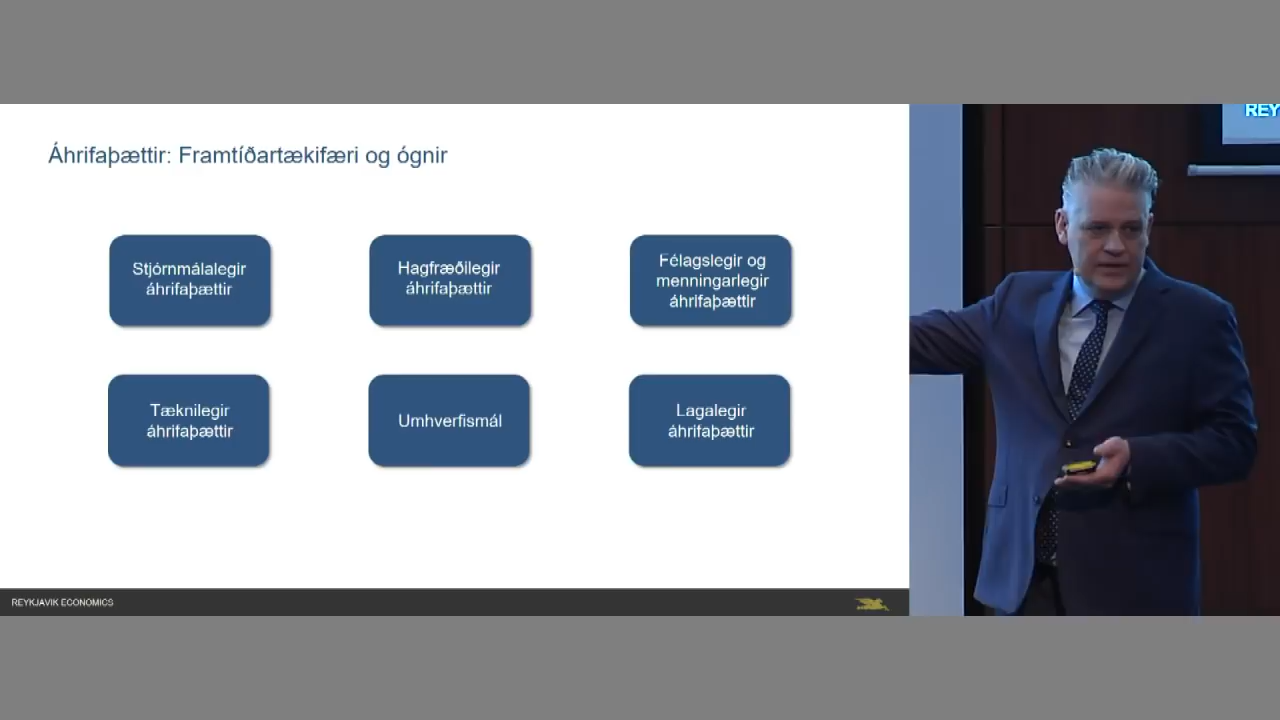 Áhrifaþættir: Framtíðartækifæri og ógnir
Stjórnmálalegir
áhrifaþættir
Hagfræðilegir
áhrifaþættir
Félagslegir og
menningarlegir
áhrifaþættir
Tæknilegir
áhrifaþættir
Umhverfismál
Lagalegir
áhrifaþættir
REYKJAVIK ECONOMICS
REY